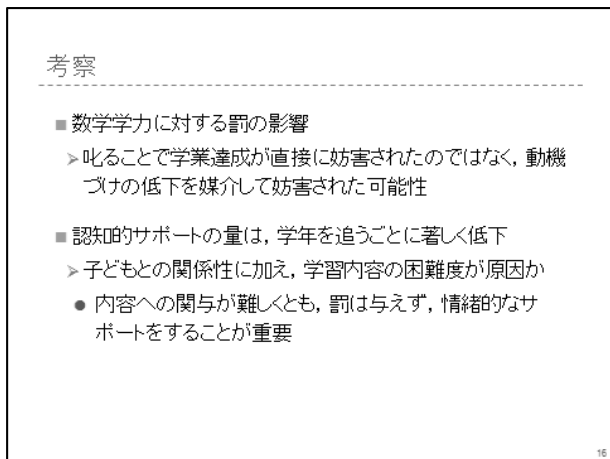 考察
■数学学力に対する罰の影響
➢叱ることで学業達成が直接に妨害されたのではなく，動機
づけの低下を媒介して妨害された可能性
■認知的サポートの量は，学年を追うごとに著しく低下
➢子どもとの関係性に加え，学習内容の困難度が原因か
●内容への関与が難しくとも，罰は与えず，情緒的なサ
ポートをすることが重要
16